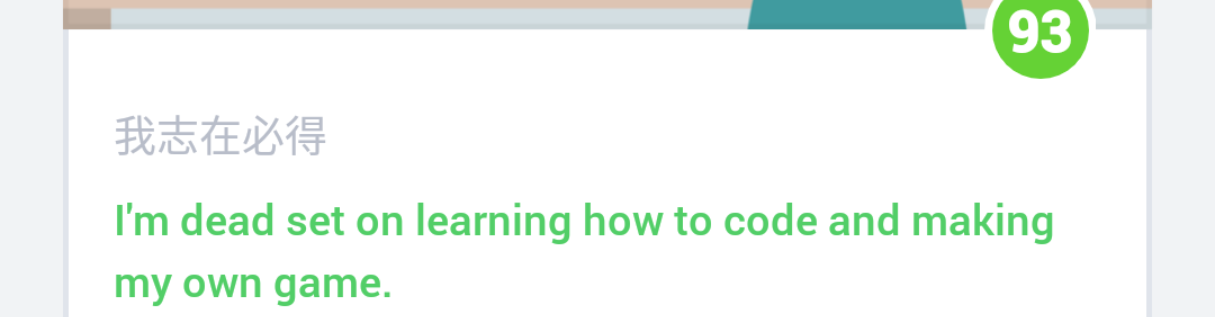 93
我志在必得
I'm dead set on learning how to code and making
my own game.